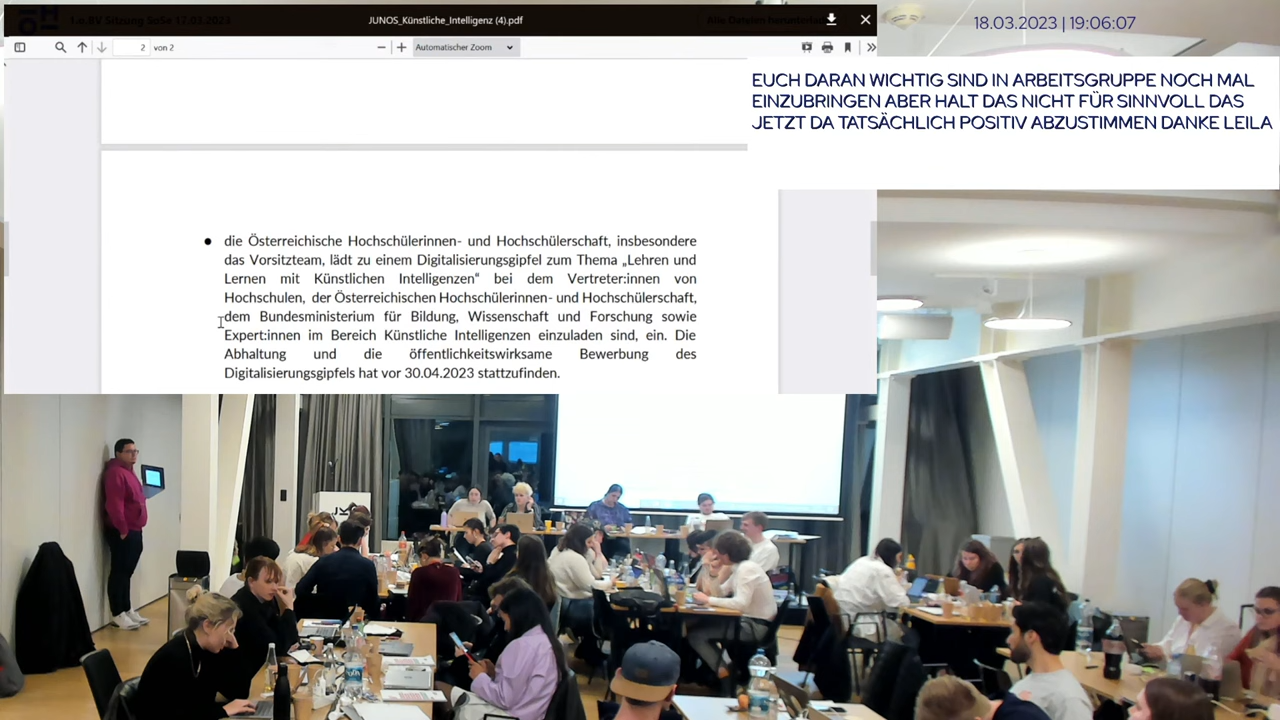 JUNOS_Künstliche_Intelligenz (4).pdf
18.03.2023 | 19:06:07
2 von 2
Automatischer Zoom
EUCH DARAN WICHTIG SIND IN ARBEITSGRUPPE NOCH MAL
EINZUBRINGEN ABER HALT DAS NICHT FÜR SINNVOLL DAS
JETZT DA TATSÄCHLICH POSITIV ABZUSTIMMEN DANKE LEILA
• die Österreichische Hochschülerinnen- und Hochschülerschaft, insbesondere
das Vorsitzteam, lädt zu einem Digitalisierungsgipfel zum Thema „Lehren und
Lernen mit Künstlichen Intelligenzen“ bei dem Vertreter:innen von
Hochschulen, der Österreichischen Hochschülerinnen- und Hochschülerschaft,
dem Bundesministerium für Bildung, Wissenschaft und Forschung sowie
Expert:innen im Bereich Künstliche Intelligenzen einzuladen sind, ein. Die
Abhaltung und die öffentlichkeitswirksame Bewerbung des
Digitalisierungsgipfels hat vor 30.04.2023 stattzufinden.